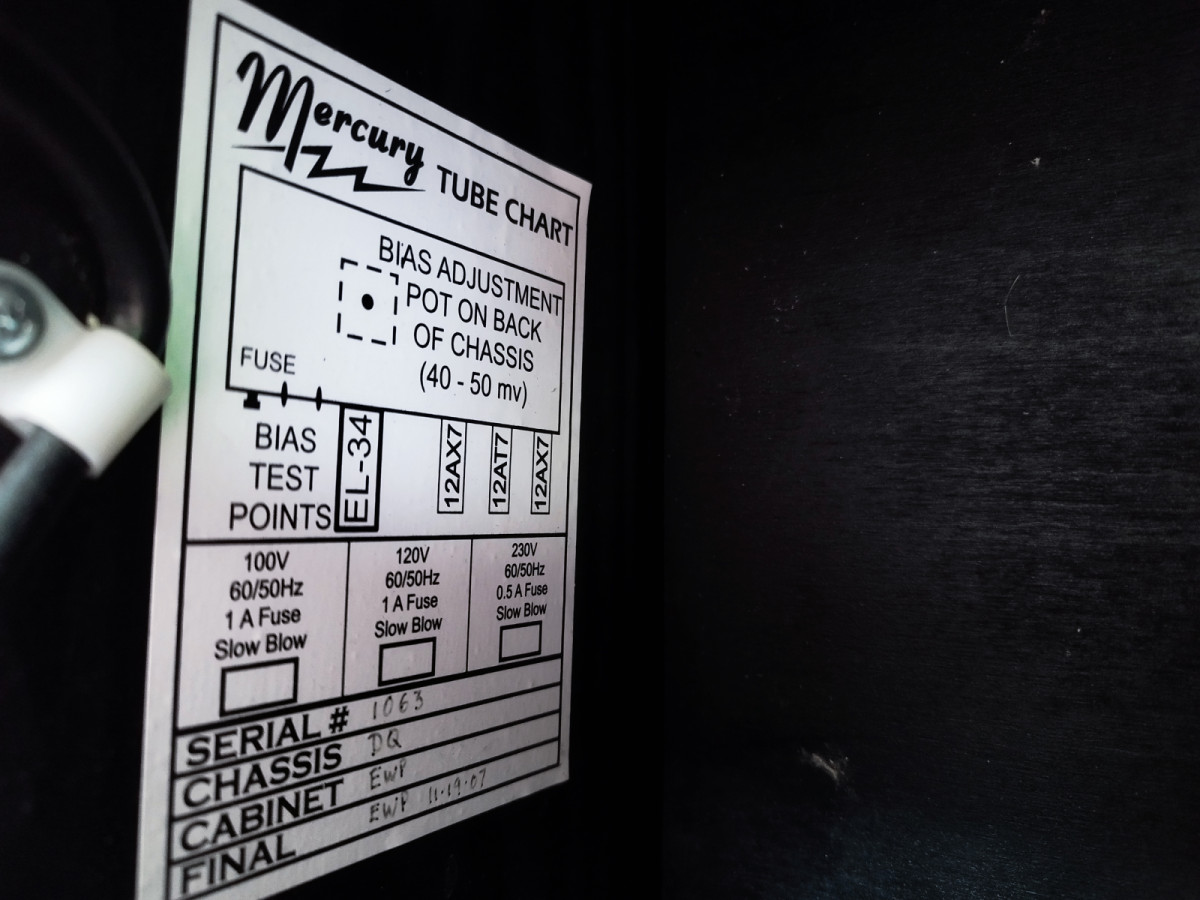 Mercury TUBE CHART
BIAS ADJUSTMENT
POT ON BACK
OF CHASSIS
(40 - 50 mv)
FUSE
BIAS
TEST
POINTS
EL-34
12AX7
12AT7
12AX7
100V
60/50Hz
1 A Fuse
Slow Blow
120V
60/50Hz
1 A Fuse
Slow Blow
230V
60/50Hz
0.5 A Fuse
Slow Blow
SERIAL # 1063
CHASSIS DQ
CABINET EWP
FINAL EWP 11·19·07